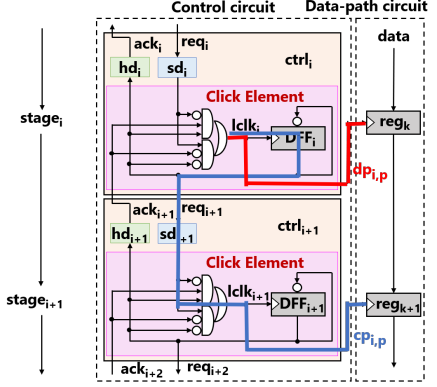 Control circuit
Data-path circuit
ack_i
req_i
data
hd_i
sd_i
ctrl_i
Click Element
stage_i
lclk_i
DFF_i
reg_k
dp_i,p
ack_i+1
req_i+1
hd_i+1
sd_i+1
ctrl_i+1
Click Element
stage_i+1
lclk_i+1
DFF_i+1
reg_k+1
cp_i,p
ack_i+2
req_i+2